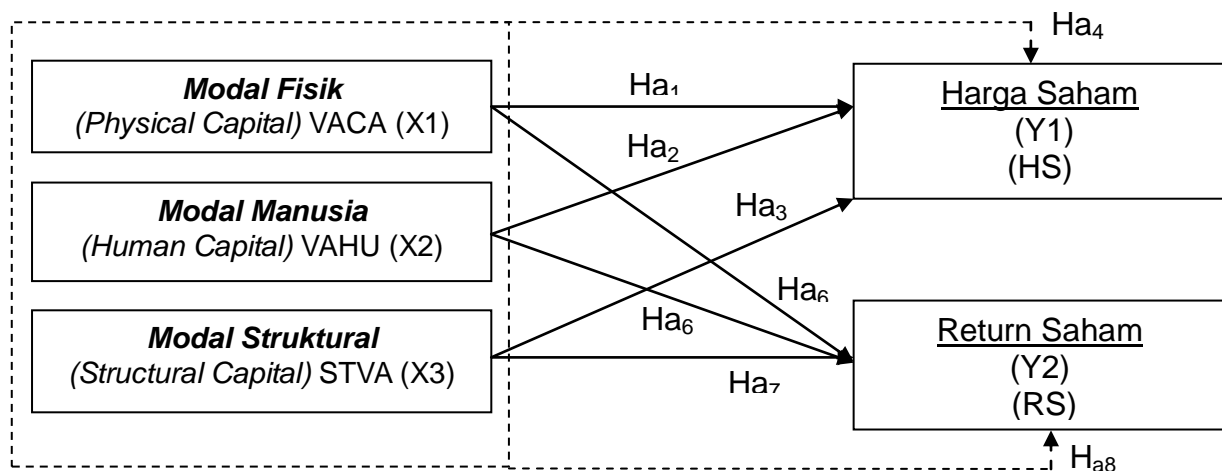 Ha₄
Modal Fisik
(Physical Capital) VACA (X1)
Ha₁
Harga Saham
(Y1)
(HS)
Ha₂
Modal Manusia
(Human Capital) VAHU (X2)
Ha₃
Ha₆
Ha₆
Modal Struktural
(Structural Capital) STVA (X3)
Return Saham
(Y2)
(RS)
Ha₇
Hₐ₈